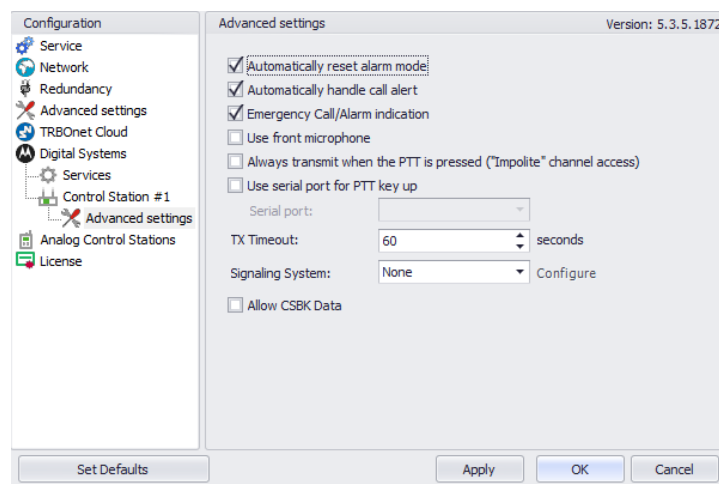 Configuration
Advanced settings
Version: 5.3.5.1872
Service
Network
Redundancy
Advanced settings
TRBOnet Cloud
Digital Systems
Services
Control Station #1
Advanced settings
Analog Control Stations
License
Automatically reset alarm mode
Automatically handle call alert
Emergency Call/Alarm indication
Use front microphone
Always transmit when the PTT is pressed ("Impolite" channel access)
Use serial port for PTT key up
Serial port:
TX Timeout: 60 seconds
Signaling System: None Configure
Allow CSBK Data
Set Defaults Apply OK Cancel